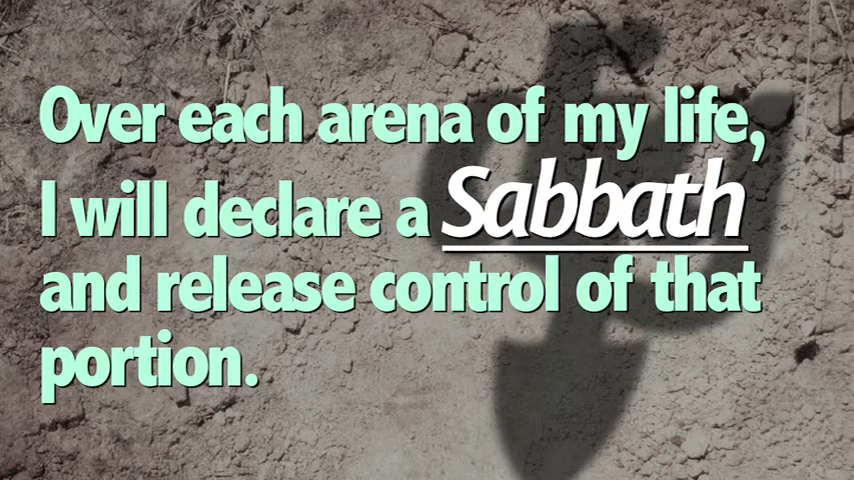 Over each arena of my life,
I will declare a Sabbath
and release control of that
portion.